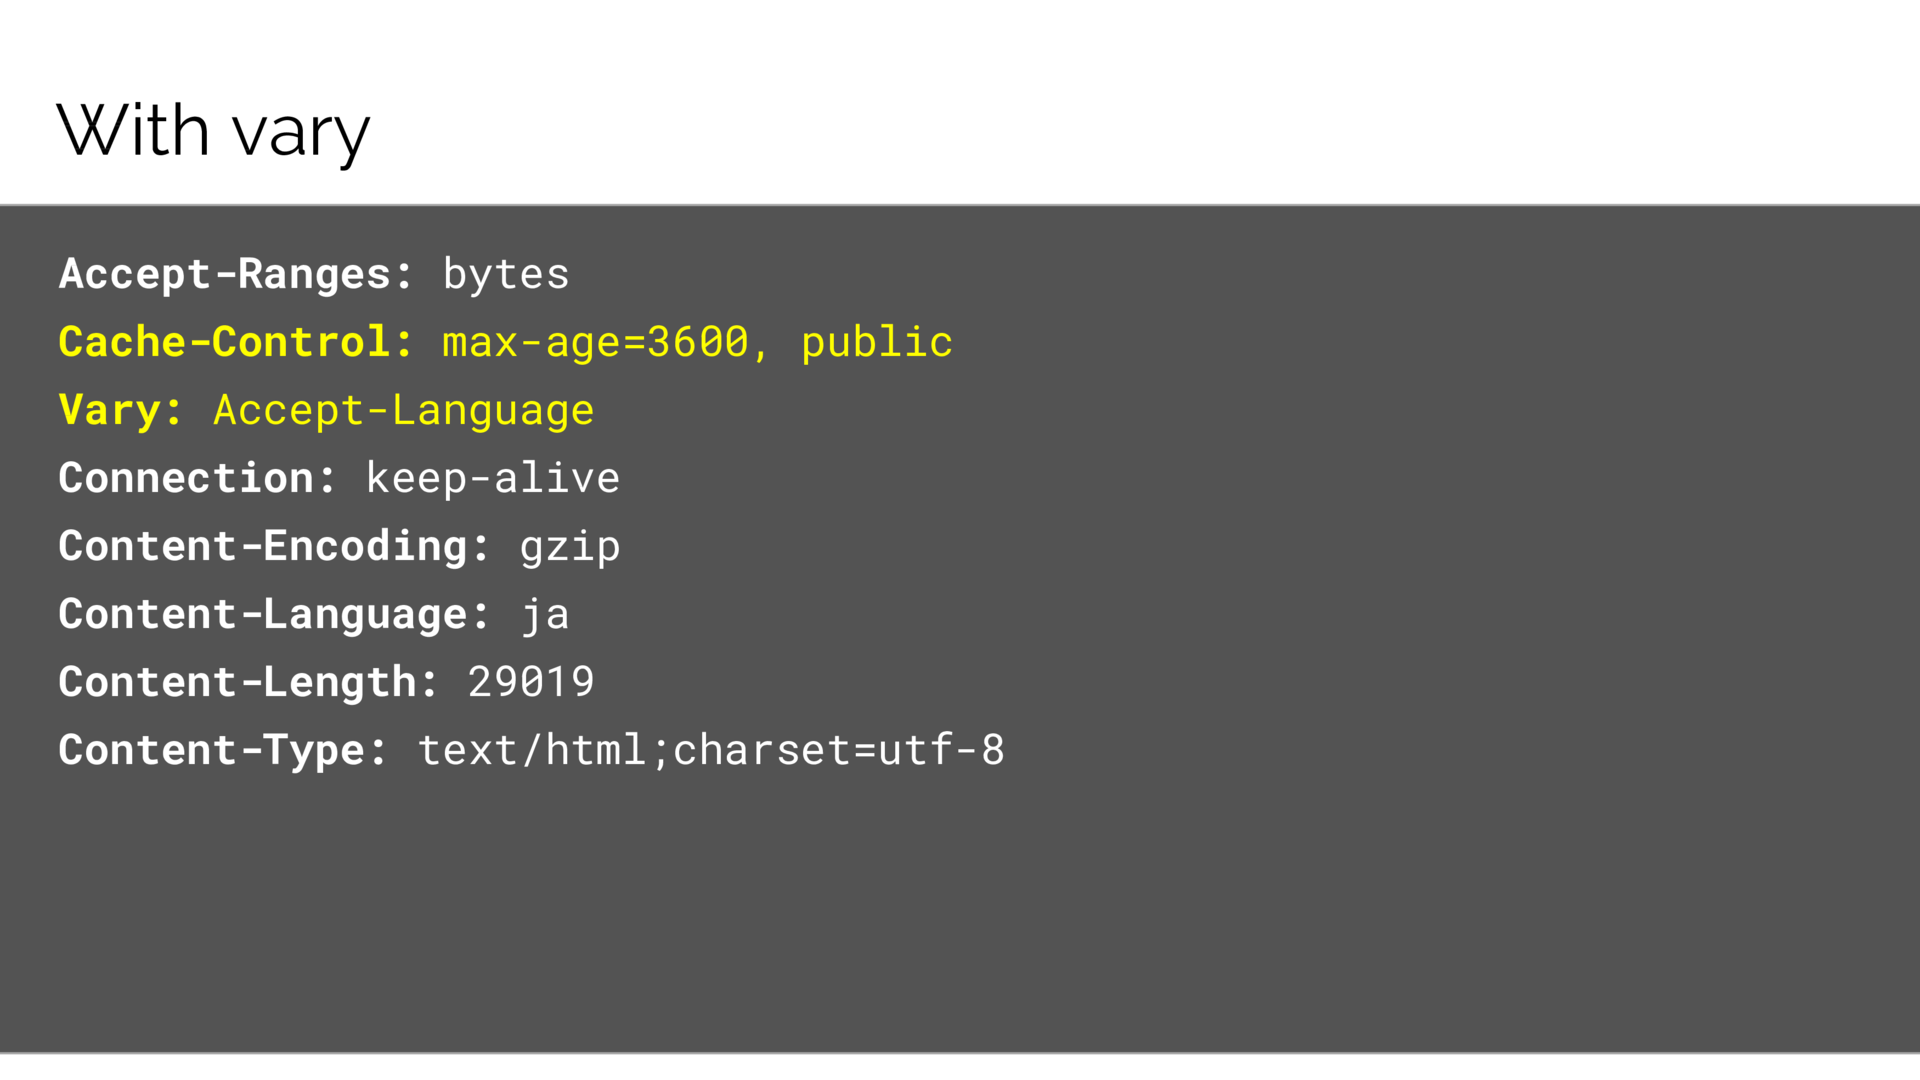 With vary
Accept-Ranges: bytes
Cache-Control: max-age=3600, public
Vary: Accept-Language
Connection: keep-alive
Content-Encoding: gzip
Content-Language: ja
Content-Length: 29019
Content-Type: text/html;charset=utf-8